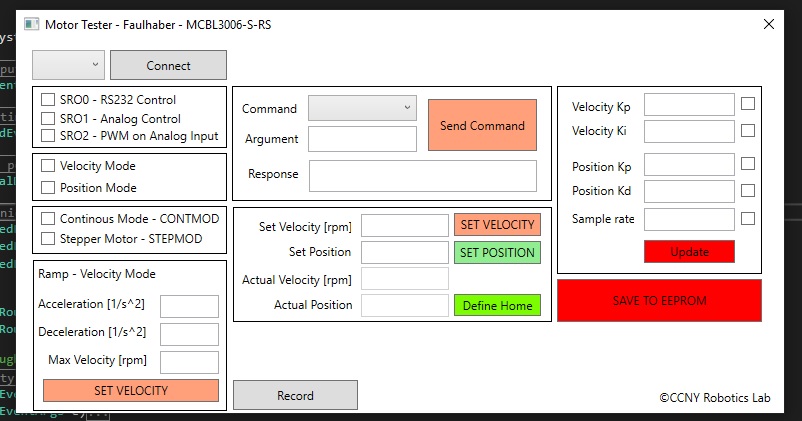 Motor Tester - Faulhaber - MCBL3006-S-RS
Connect
SRO0 - RS232 Control
SRO1 - Analog Control
SRO2 - PWM on Analog Input
Velocity Mode
Position Mode
Continous Mode - CONTMOD
Stepper Motor - STEPMOD
Ramp - Velocity Mode
Acceleration [1/s^2]
Deceleration [1/s^2]
Max Velocity [rpm]
SET VELOCITY
Command
Argument
Send Command
Response
Set Velocity [rpm]
SET VELOCITY
Set Position
SET POSITION
Actual Velocity [rpm]
Actual Position
Define Home
Record
Velocity Kp
Velocity Ki
Position Kp
Position Kd
Sample rate
Update
SAVE TO EEPROM
©CCNY Robotics Lab